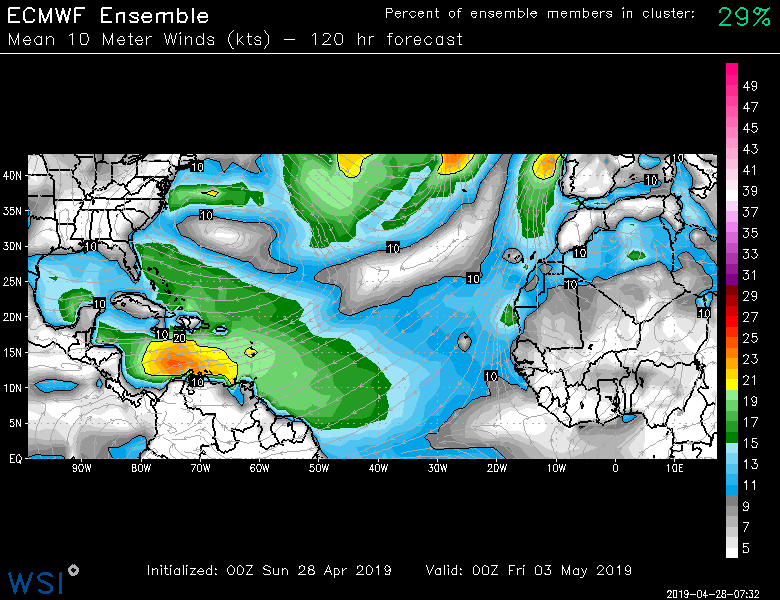 ECMWF Ensemble
Percent of ensemble members in cluster: 29%
Mean 10 Meter Winds (kts) – 120 hr forecast
49
47
45
43
41
39
37
35
33
31
29
27
25
23
21
19
17
15
13
11
9
7
5
40N
35N
30N
25N
20N
15N
10N
5N
EQ
10
10
10
10
10
10
10
10
10
10
10
10
20
10
10
90W 80W 70W 60W 50W 40W 30W 20W 10W 0 10E
Initialized: 00Z Sun 28 Apr 2019 Valid: 00Z Fri 03 May 2019
WSI
2019-04-28-07:32